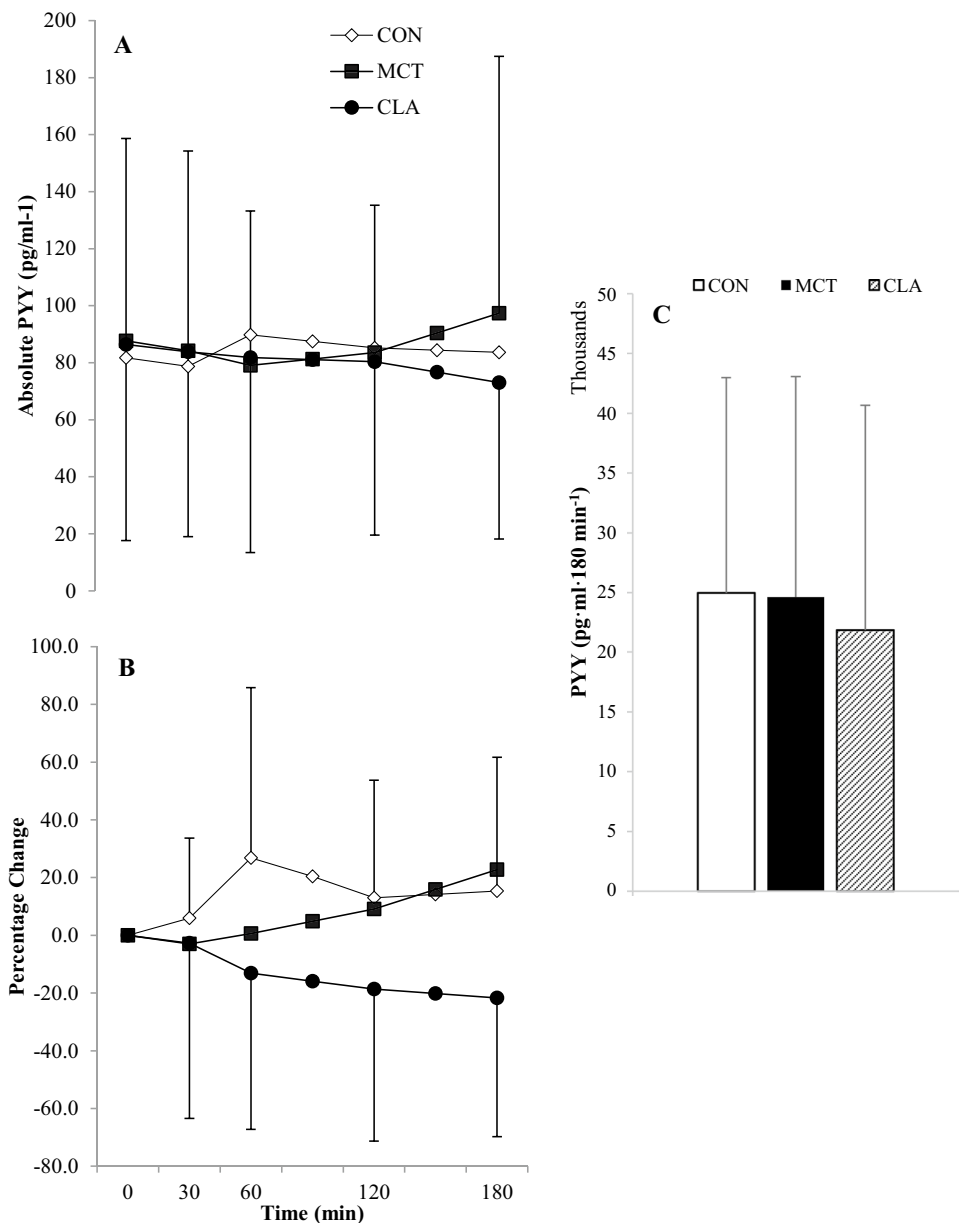 A
CON
MCT
CLA
200
180
160
140
120
100
80
60
40
20
0
Absolute PYY (pg/ml-1)
B
100.0
80.0
60.0
40.0
20.0
0.0
-20.0
-40.0
-60.0
-80.0
Percentage Change
0 30 60 120 180
Time (min)
CON MCT CLA
C
Thousands
50
45
40
35
30
25
20
15
10
5
0
PYY (pg·ml·180 min⁻¹)